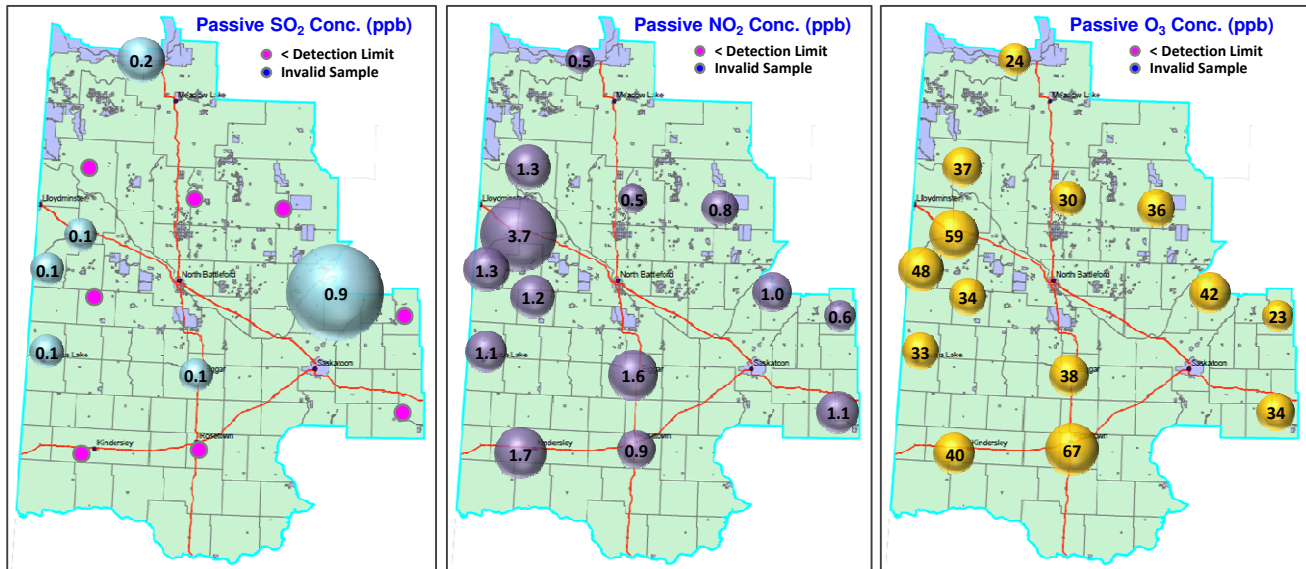 Passive SO₂ Conc. (ppb)
< Detection Limit
Invalid Sample
0.2
Meadow Lake
Lloydminster
0.1
0.1
North Battleford
0.9
0.1
Lake
0.1
Saskatoon
Kindersley
Rosetown
Passive NO₂ Conc. (ppb)
< Detection Limit
Invalid Sample
0.5
Meadow Lake
1.3
0.5
0.8
3.7
1.3
North Battleford
1.2
1.0
0.6
1.1
Lake
1.6
Saskatoon
1.1
1.7
Kindersley
0.9
Passive O₃ Conc. (ppb)
< Detection Limit
Invalid Sample
24
Meadow Lake
37
30
36
Lloydminster
59
48
North Battleford
34
42
23
33
Lake
38
Saskatoon
34
40
Kindersley
67